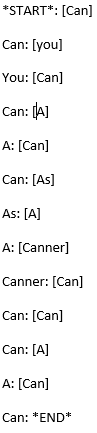 *START*: [Can]
Can: [you]
You: [Can]
Can: [A]
A: [Can]
Can: [As]
As: [A]
A: [Canner]
Canner: [Can]
Can: [Can]
Can: [A]
A: [Can]
Can: *END*